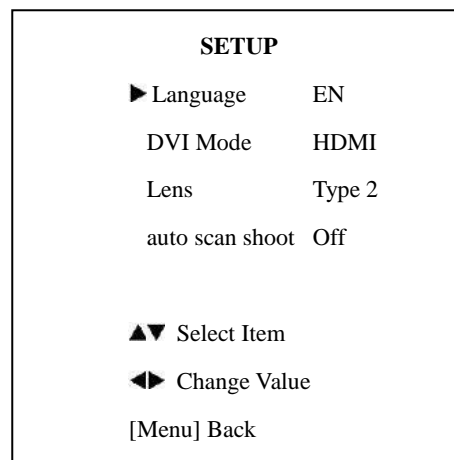 SETUP
▶ Language EN
DVI Mode HDMI
Lens Type 2
auto scan shoot Off
▲▼ Select Item
◀▶ Change Value
[Menu] Back